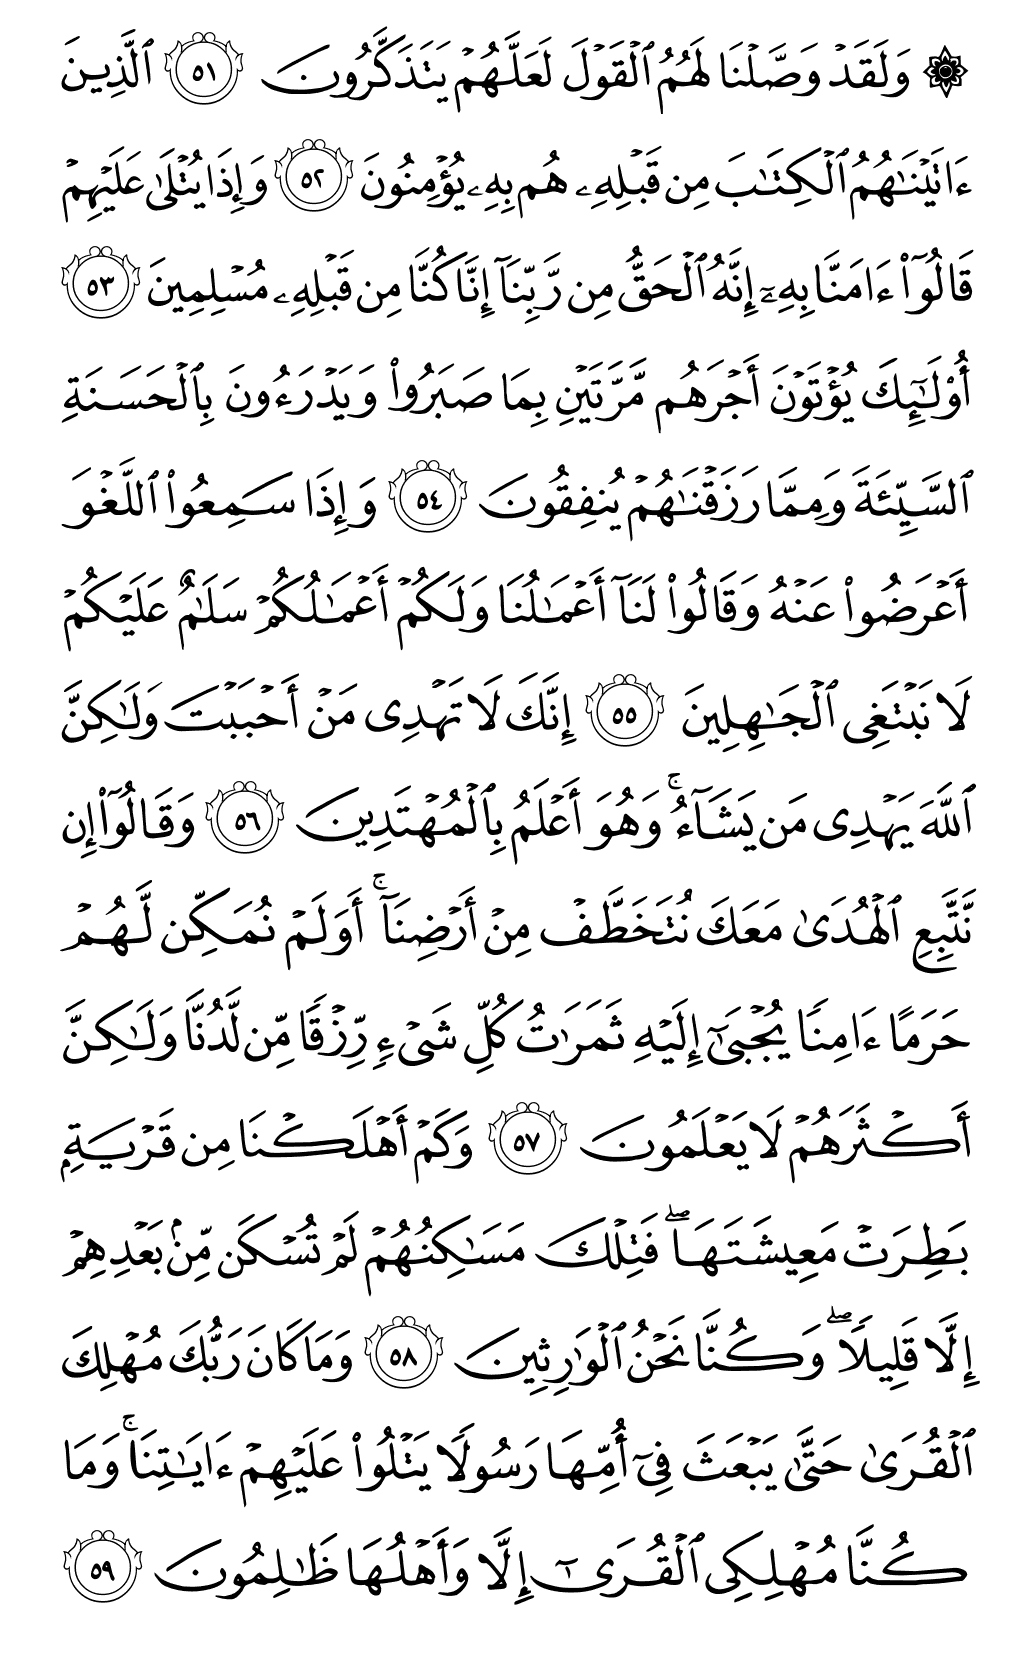 ۞ وَلَقَدۡ وَصَّلۡنَا لَهُمُ ٱلۡقَوۡلَ لَعَلَّهُمۡ يَتَذَكَّرُونَ ٥١ ٱلَّذِينَ
ءَاتَيۡنَٰهُمُ ٱلۡكِتَٰبَ مِن قَبۡلِهِۦ هُم بِهِۦ يُؤۡمِنُونَ ٥٢ وَإِذَا يُتۡلَىٰ عَلَيۡهِمۡ
قَالُوٓاْ ءَامَنَّا بِهِۦٓ إِنَّهُ ٱلۡحَقُّ مِن رَّبِّنَآ إِنَّا كُنَّا مِن قَبۡلِهِۦ مُسۡلِمِينَ ٥٣
أُوْلَٰٓئِكَ يُؤۡتَوۡنَ أَجۡرَهُم مَّرَّتَيۡنِ بِمَا صَبَرُواْ وَيَدۡرَءُونَ بِٱلۡحَسَنَةِ
ٱلسَّيِّئَةَ وَمِمَّا رَزَقۡنَٰهُمۡ يُنفِقُونَ ٥٤ وَإِذَا سَمِعُواْ ٱللَّغۡوَ
أَعۡرَضُواْ عَنۡهُ وَقَالُواْ لَنَآ أَعۡمَٰلُنَا وَلَكُمۡ أَعۡمَٰلُكُمۡ سَلَٰمٌ عَلَيۡكُمۡ
لَا نَبۡتَغِي ٱلۡجَٰهِلِينَ ٥٥ إِنَّكَ لَا تَهۡدِي مَنۡ أَحۡبَبۡتَ وَلَٰكِنَّ
ٱللَّهَ يَهۡدِي مَن يَشَآءُۚ وَهُوَ أَعۡلَمُ بِٱلۡمُهۡتَدِينَ ٥٦ وَقَالُوٓاْ إِن
نَّتَّبِعِ ٱلۡهُدَىٰ مَعَكَ نُتَخَطَّفۡ مِنۡ أَرۡضِنَآۚ أَوَلَمۡ نُمَكِّن لَّهُمۡ
حَرَمًا ءَامِنٗا يُجۡبَىٰٓ إِلَيۡهِ ثَمَرَٰتُ كُلِّ شَيۡءٖ رِّزۡقٗا مِّن لَّدُنَّا وَلَٰكِنَّ
أَكۡثَرَهُمۡ لَا يَعۡلَمُونَ ٥٧ وَكَمۡ أَهۡلَكۡنَا مِن قَرۡيَةِۭ
بَطِرَتۡ مَعِيشَتَهَاۖ فَتِلۡكَ مَسَٰكِنُهُمۡ لَمۡ تُسۡكَن مِّنۢ بَعۡدِهِمۡ
إِلَّا قَلِيلٗاۖ وَكُنَّا نَحۡنُ ٱلۡوَٰرِثِينَ ٥٨ وَمَا كَانَ رَبُّكَ مُهۡلِكَ
ٱلۡقُرَىٰ حَتَّىٰ يَبۡعَثَ فِيٓ أُمِّهَا رَسُولٗا يَتۡلُواْ عَلَيۡهِمۡ ءَايَٰتِنَاۚ وَمَا
كُنَّا مُهۡلِكِي ٱلۡقُرَىٰٓ إِلَّا وَأَهۡلُهَا ظَٰلِمُونَ ٥٩